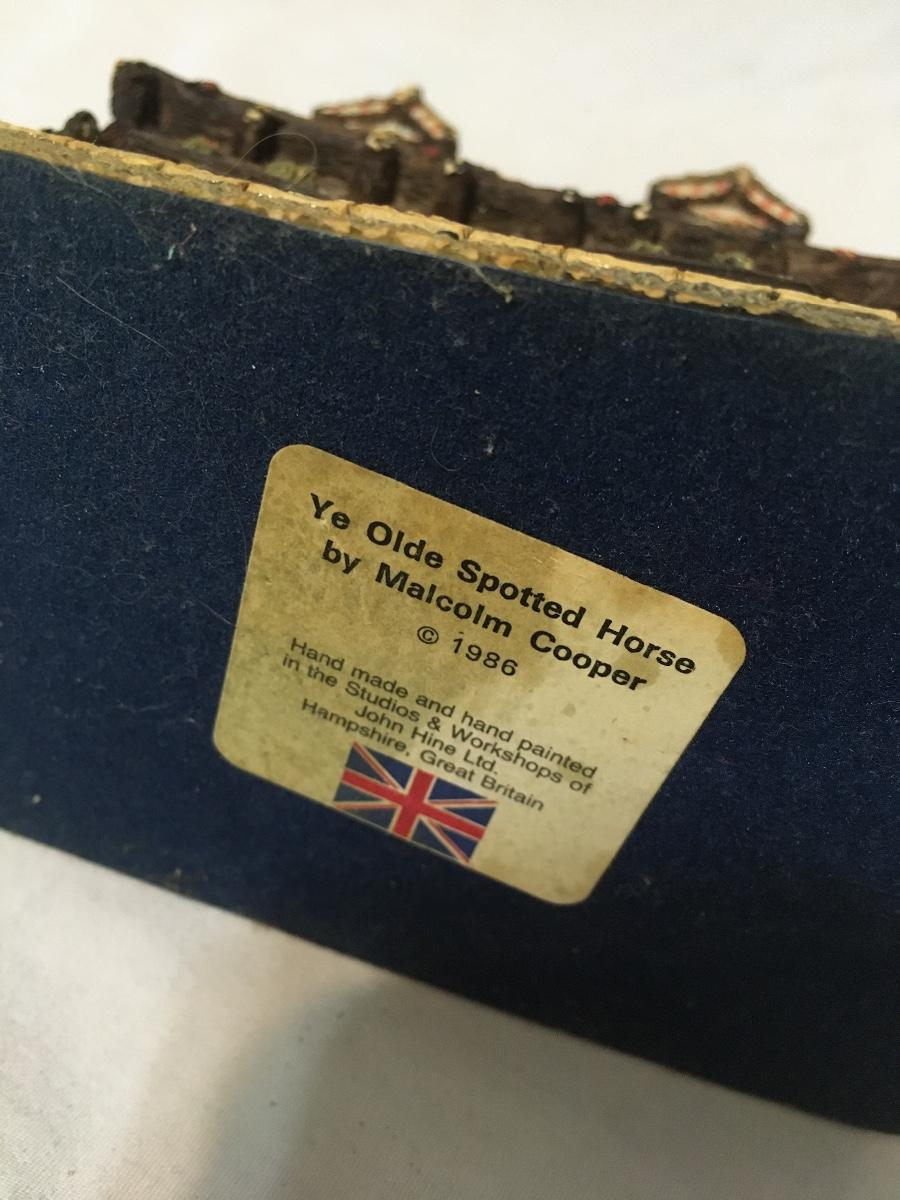 Ye Olde Spotted Horse
by Malcolm Cooper
© 1986
Hand made and hand painted
in the Studios & Workshops of
John Hine Ltd.
Hampshire, Great Britain